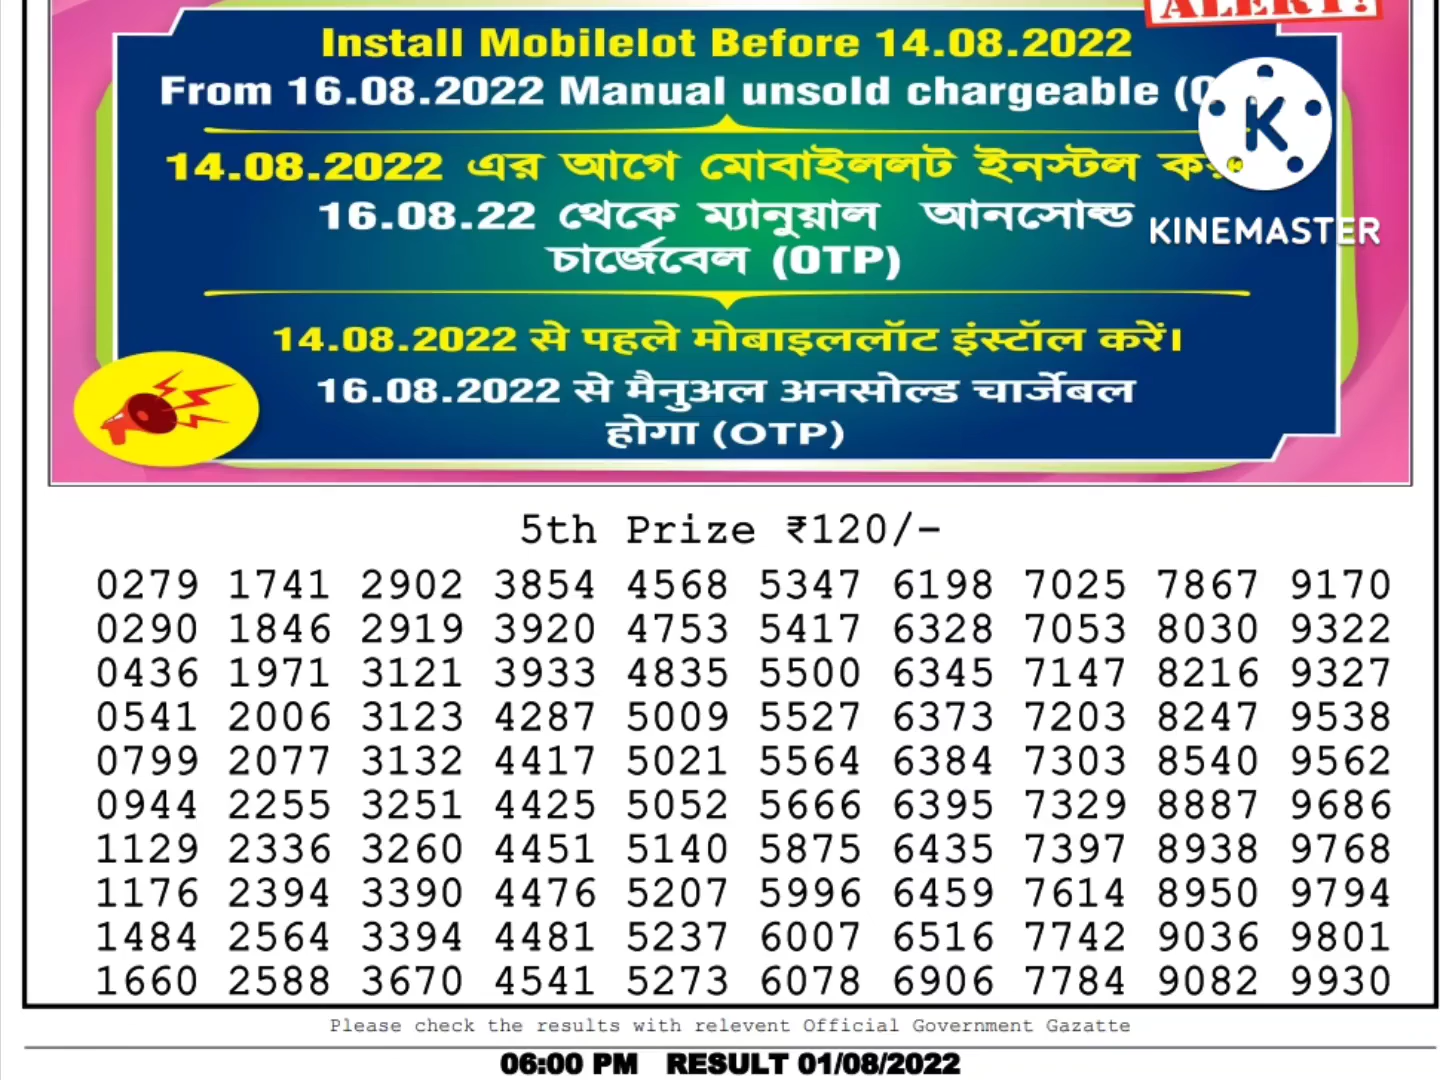 ALERT!
Install Mobilelot Before 14.08.2022
From 16.08.2022 Manual unsold chargeable
K
KINEMASTER
14.08.2022 এর আগে মোবাইললট ইনস্টল
16.08.22 থেকে ম্যানুয়াল আনসোল্ড
চার্জেবেল (OTP)
14.08.2022 से पहले मोबाइललॉट इंस्टॉल करें।
16.08.2022 से मैनुअल अनसोल्ड चार्जेबल
होगा (OTP)
5th Prize ₹120/-
0279 1741 2902 3854 4568 5347 6198 7025 7867 9170
0290 1846 2919 3920 4753 5417 6328 7053 8030 9322
0436 1971 3121 3933 4835 5500 6345 7147 8216 9327
0541 2006 3123 4287 5009 5527 6373 7203 8247 9538
0799 2077 3132 4417 5021 5564 6384 7303 8540 9562
0944 2255 3251 4425 5052 5666 6395 7329 8887 9686
1129 2336 3260 4451 5140 5875 6435 7397 8938 9768
1176 2394 3390 4476 5207 5996 6459 7614 8950 9794
1484 2564 3394 4481 5237 6007 6516 7742 9036 9801
1660 2588 3670 4541 5273 6078 6906 7784 9082 9930
Please check the results with relevent Official Government Gazatte
06:00 PM RESULT 01/08/2022